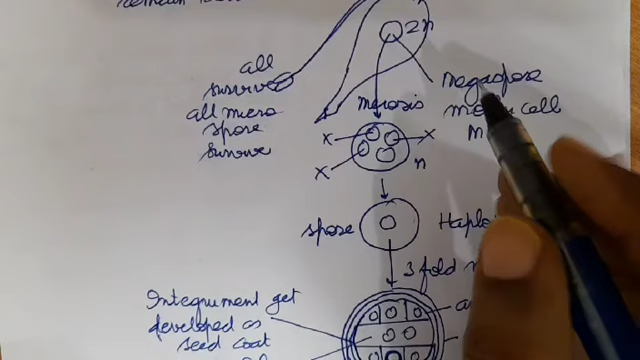 2n
all
survive
all micro
spore
survive
meiosis
Megaspore
cell
M
x
x
x
n
spore
3 fold
Integument get
developed as
seed coat